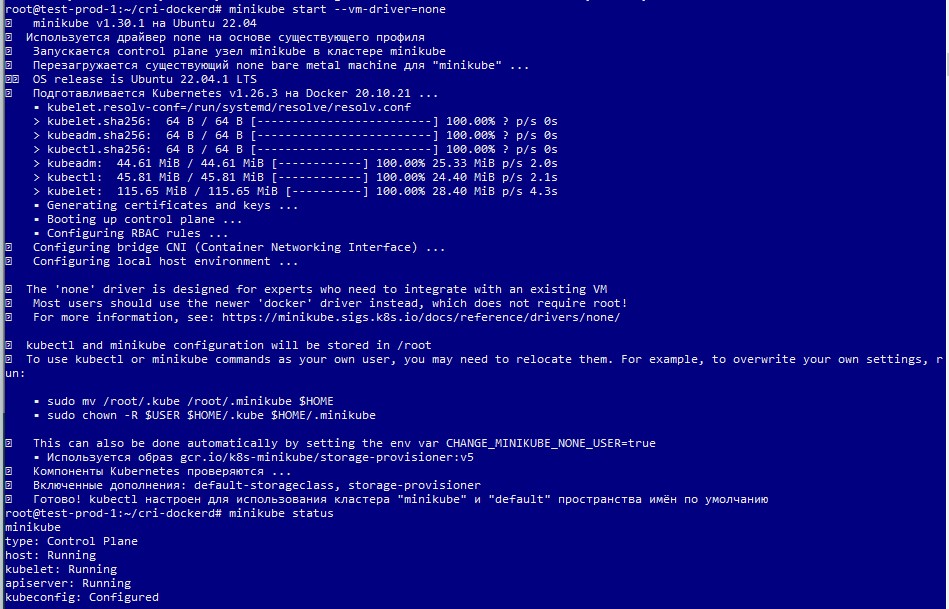 root@test-prod-1:~/cri-dockerd# minikube start --vm-driver=none
minikube v1.30.1 на Ubuntu 22.04
Используется драйвер none на основе существующего профиля
Запускается control plane узел minikube в кластере minikube
Перезагружается существующий none bare metal machine для "minikube" ...
OS release is Ubuntu 22.04.1 LTS
Подготавливается Kubernetes v1.26.3 на Docker 20.10.21 ...
▪ kubelet.resolv-conf=/run/systemd/resolve/resolv.conf
> kubelet.sha256:  64 B / 64 B [-------------------------] 100.00% ? p/s 0s
> kubeadm.sha256:  64 B / 64 B [-------------------------] 100.00% ? p/s 0s
> kubectl.sha256:  64 B / 64 B [-------------------------] 100.00% ? p/s 0s
> kubeadm:  44.61 MiB / 44.61 MiB [------------] 100.00% 25.33 MiB p/s 2.0s
> kubectl:  45.81 MiB / 45.81 MiB [------------] 100.00% 24.40 MiB p/s 2.1s
> kubelet:  115.65 MiB / 115.65 MiB [----------] 100.00% 28.40 MiB p/s 4.3s
▪ Generating certificates and keys ...
▪ Booting up control plane ...
▪ Configuring RBAC rules ...
Configuring bridge CNI (Container Networking Interface) ...
Configuring local host environment ...
The 'none' driver is designed for experts who need to integrate with an existing VM
Most users should use the newer 'docker' driver instead, which does not require root!
For more information, see: https://minikube.sigs.k8s.io/docs/reference/drivers/none/
kubectl and minikube configuration will be stored in /root
To use kubectl or minikube commands as your own user, you may need to relocate them. For example, to overwrite your own settings, r
un:
▪ sudo mv /root/.kube /root/.minikube $HOME
▪ sudo chown -R $USER $HOME/.kube $HOME/.minikube
This can also be done automatically by setting the env var CHANGE_MINIKUBE_NONE_USER=true
▪ Используется образ gcr.io/k8s-minikube/storage-provisioner:v5
Компоненты Kubernetes проверяются ...
Включенные дополнения: default-storageclass, storage-provisioner
Готово! kubectl настроен для использования кластера "minikube" и "default" пространства имён по умолчанию
root@test-prod-1:~/cri-dockerd# minikube status
minikube
type: Control Plane
host: Running
kubelet: Running
apiserver: Running
kubeconfig: Configured